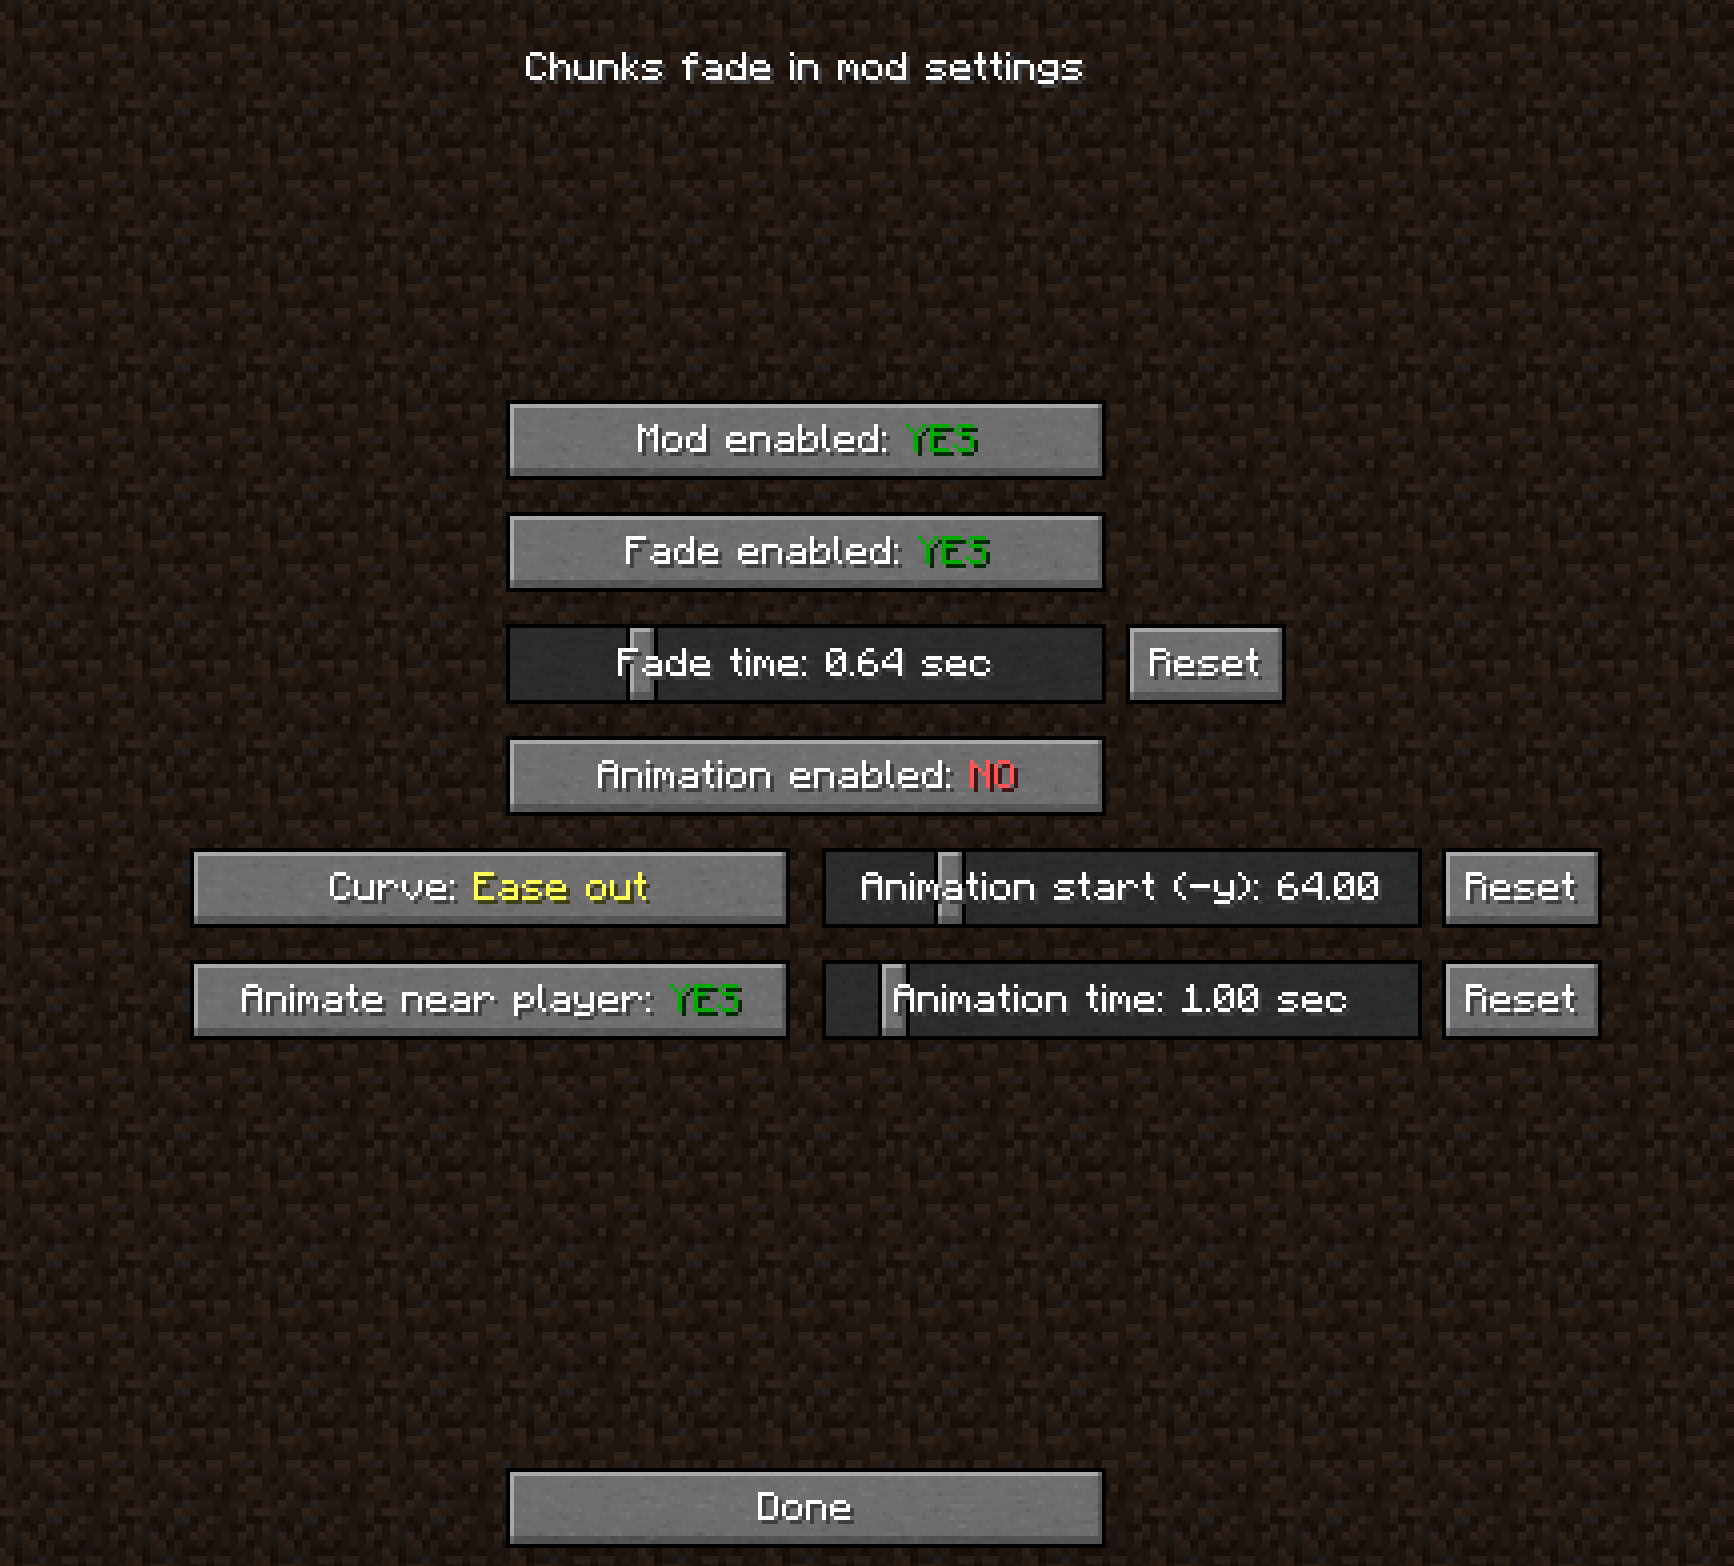 Chunks fade in mod settings
Mod enabled: YES
Fade enabled: YES
Fade time: 0.64 sec
Reset
Animation enabled: NO
Curve: Ease out
Animation start (-y): 64.00
Reset
Animate near player: YES
Animation time: 1.00 sec
Reset
Done